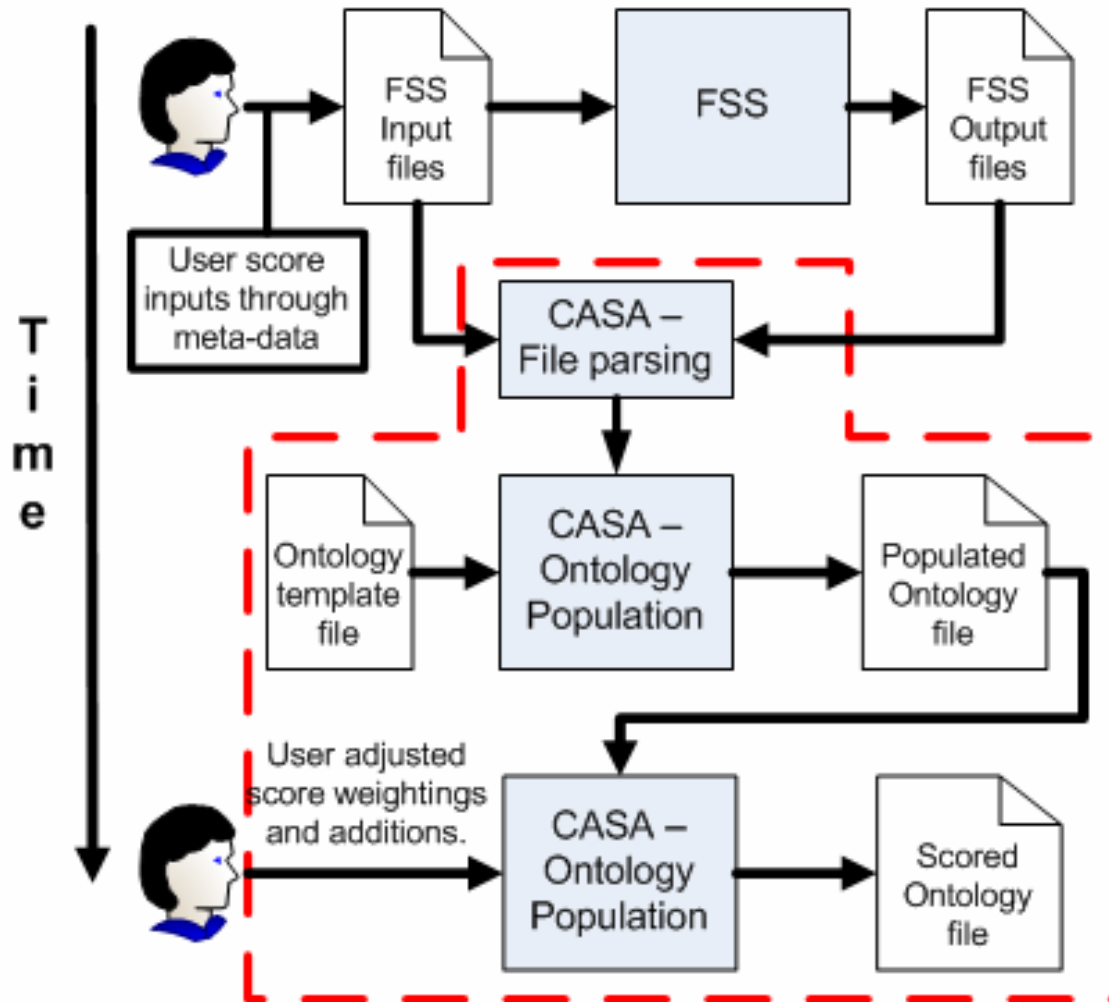 FSS
Input
files
FSS
FSS
Output
files
User score
inputs through
meta-data
Time
CASA –
File parsing
Ontology
template
file
CASA –
Ontology
Population
Populated
Ontology
file
User adjusted
score weightings
and additions.
CASA –
Ontology
Population
Scored
Ontology
file